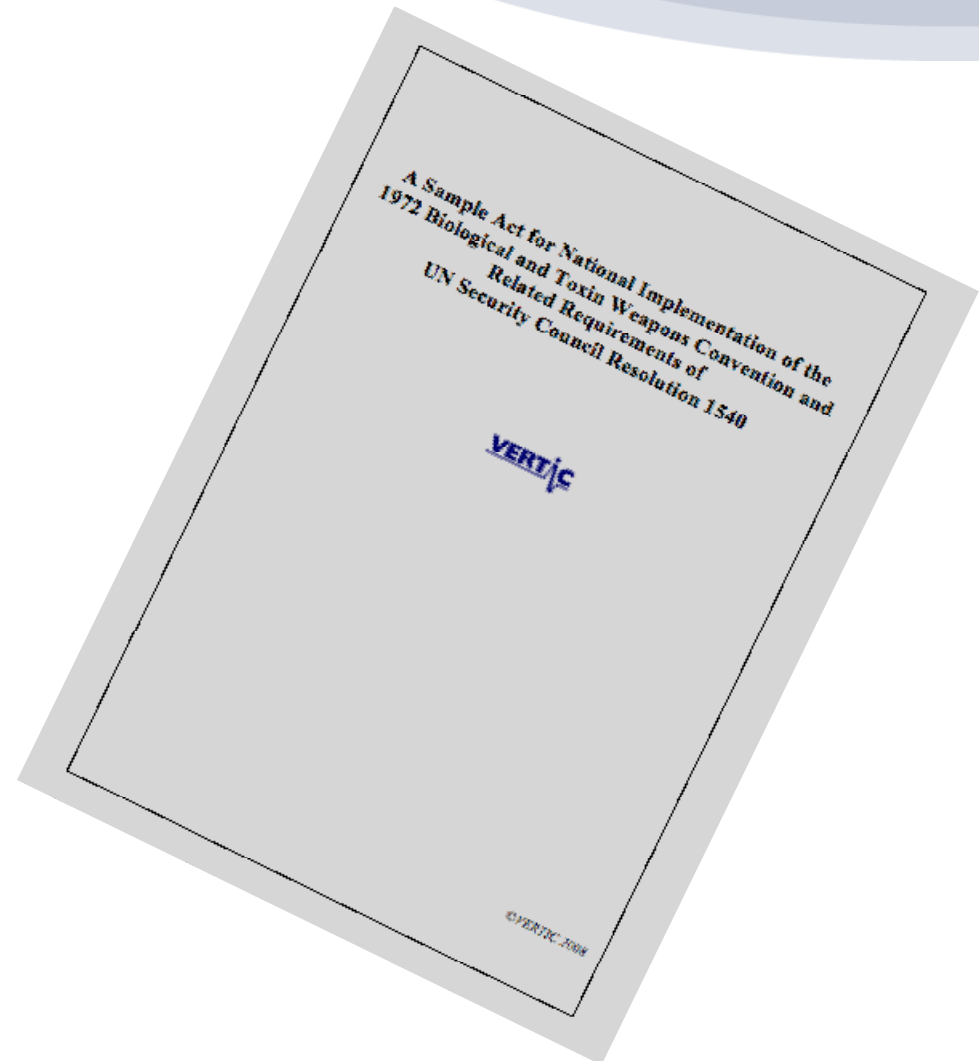 A Sample Act for National Implementation of the
1972 Biological and Toxin Weapons Convention and
Related Requirements of
UN Security Council Resolution 1540
VERTIC
©VERTIC 2008